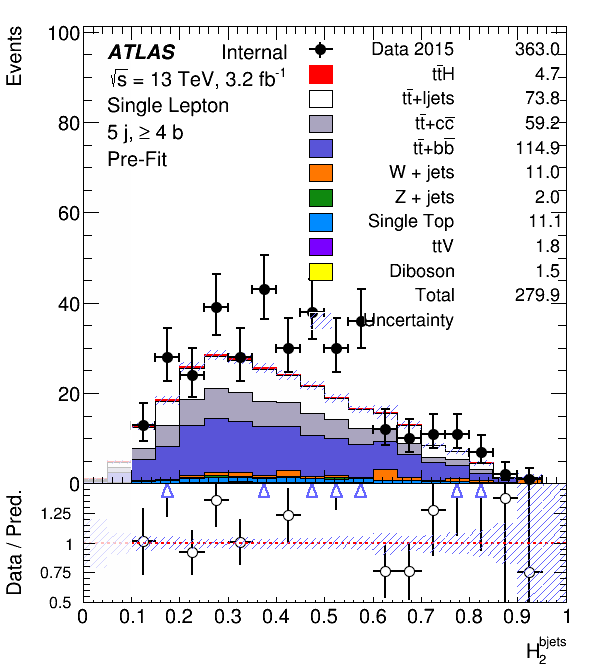 Events
100
80
60
40
20
0
ATLAS Internal
√s = 13 TeV, 3.2 fb⁻¹
Single Lepton
5 j, ≥ 4 b
Pre-Fit
Data 2015 363.0
tt̄H 4.7
tt̄+ljets 73.8
tt̄+cc̄ 59.2
tt̄+bb̄ 114.9
W + jets 11.0
Z + jets 2.0
Single Top 11.1
ttV 1.8
Diboson 1.5
Total 279.9
Uncertainty
Data / Pred.
1.25
1
0.75
0.5
0 0.1 0.2 0.3 0.4 0.5 0.6 0.7 0.8 0.9 1
H₂^bjets